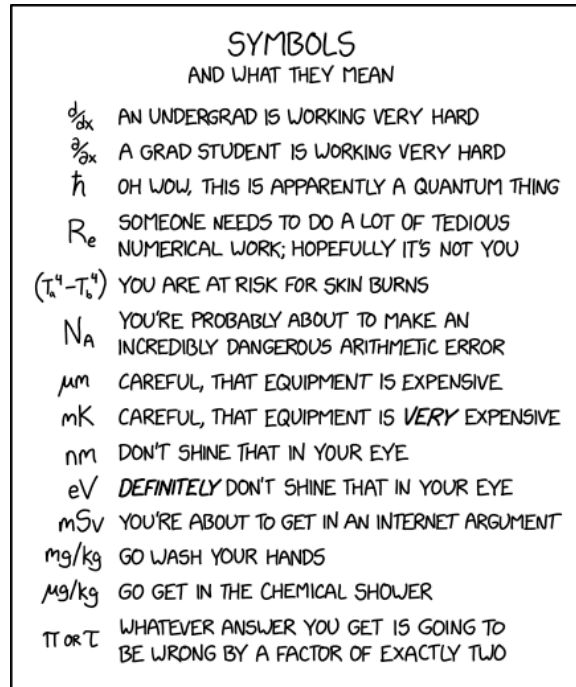 SYMBOLS
AND WHAT THEY MEAN
d/dx AN UNDERGRAD IS WORKING VERY HARD
∂/∂x A GRAD STUDENT IS WORKING VERY HARD
ħ OH WOW, THIS IS APPARENTLY A QUANTUM THING
Re SOMEONE NEEDS TO DO A LOT OF TEDIOUS
NUMERICAL WORK; HOPEFULLY IT'S NOT YOU
(Tₐ⁴-T_b⁴) YOU ARE AT RISK FOR SKIN BURNS
N_A YOU'RE PROBABLY ABOUT TO MAKE AN
INCREDIBLY DANGEROUS ARITHMETIC ERROR
µm CAREFUL, THAT EQUIPMENT IS EXPENSIVE
mK CAREFUL, THAT EQUIPMENT IS VERY EXPENSIVE
nm DON'T SHINE THAT IN YOUR EYE
eV DEFINITELY DON'T SHINE THAT IN YOUR EYE
mSv YOU'RE ABOUT TO GET IN AN INTERNET ARGUMENT
mg/kg GO WASH YOUR HANDS
µg/kg GO GET IN THE CHEMICAL SHOWER
π OR τ WHATEVER ANSWER YOU GET IS GOING TO
BE WRONG BY A FACTOR OF EXACTLY TWO